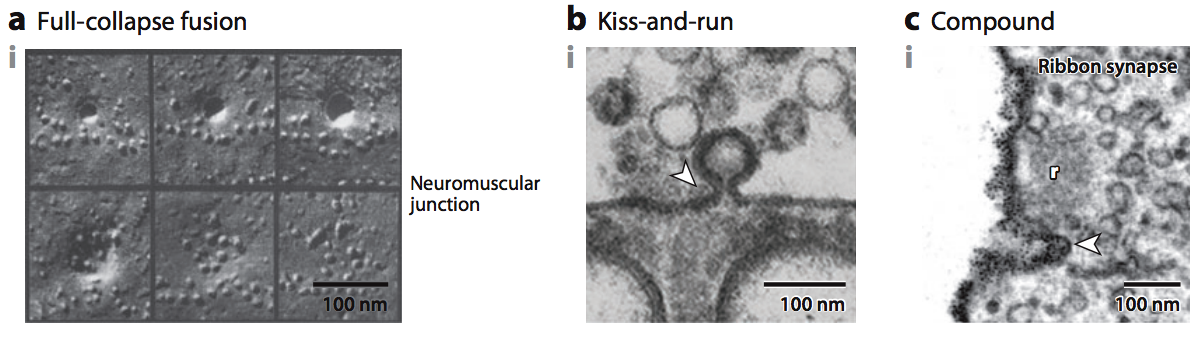 a Full-collapse fusion
i
Neuromuscular
junction
100 nm
b Kiss-and-run
i
100 nm
c Compound
i
Ribbon synapse
r
100 nm